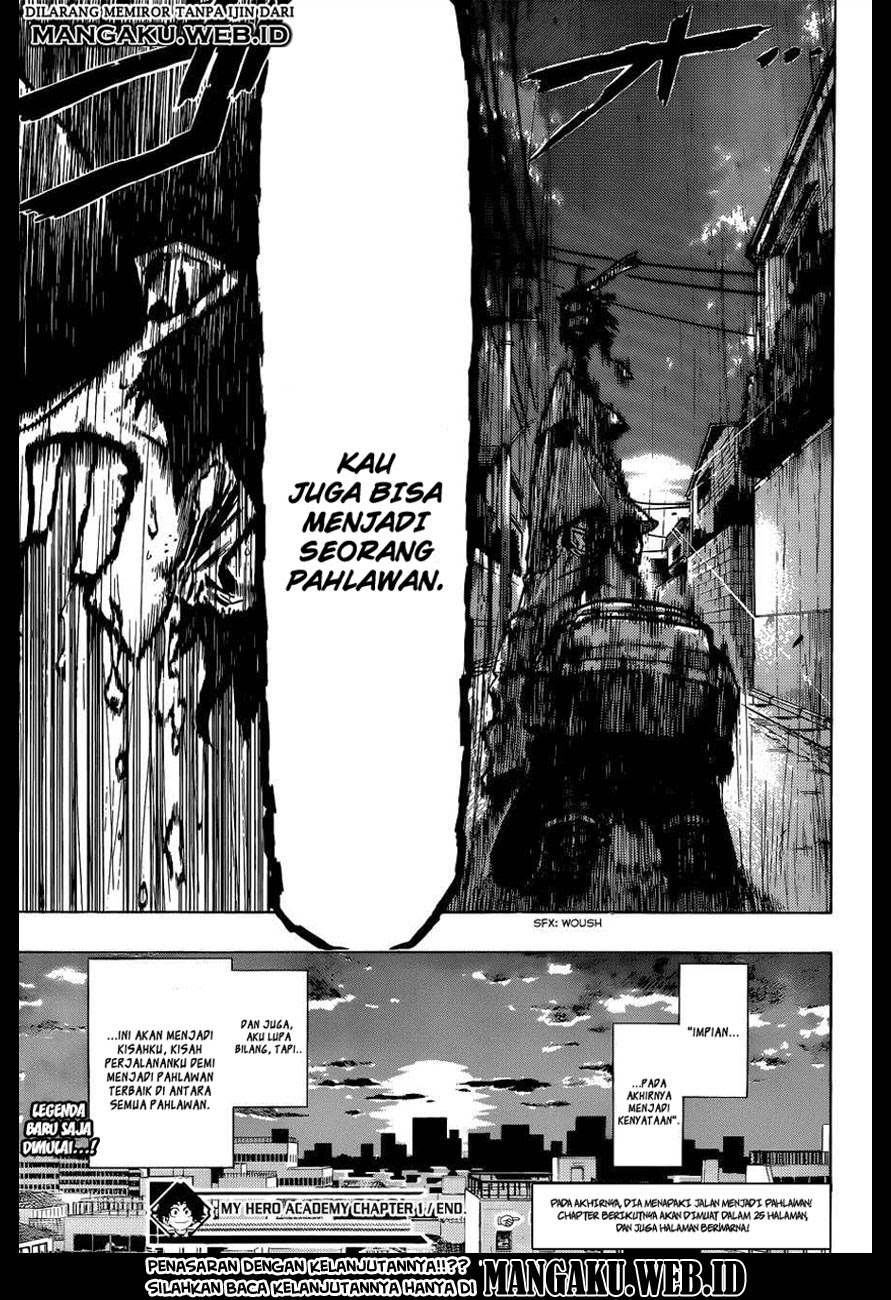 DILARANG MEMIROR TANPA IJIN DARI
MANGAKU.WEB.ID
KAU
JUGA BISA
MENJADI
SEORANG
PAHLAWAN.
SFX: WOUSH
"IMPIAN...
...PADA
AKHIRNYA
MENJADI
KENYATAAN".
DAN JUGA,
AKU LUPA
BILANG, TAPI..
...INI AKAN MENJADI
KISAHKU, KISAH
PERJALANANKU DEMI
MENJADI PAHLAWAN
TERBAIK DI ANTARA
SEMUA PAHLAWAN.
LEGENDA
BARU SAJA
DIMULAI...!
MY HERO ACADEMY CHAPTER 1 / END.
PADA AKHIRNYA, DIA MENAPAKI JALAN MENJADI PAHLAWAN!
CHAPTER BERIKUTNYA AKAN DIMUAT DALAM 25 HALAMAN,
DAN JUGA HALAMAN BERWARNA!
PENASARAN DENGAN KELANJUTANNYA!!??
SILAHKAN BACA KELANJUTANNYA HANYA DI MANGAKU.WEB.ID